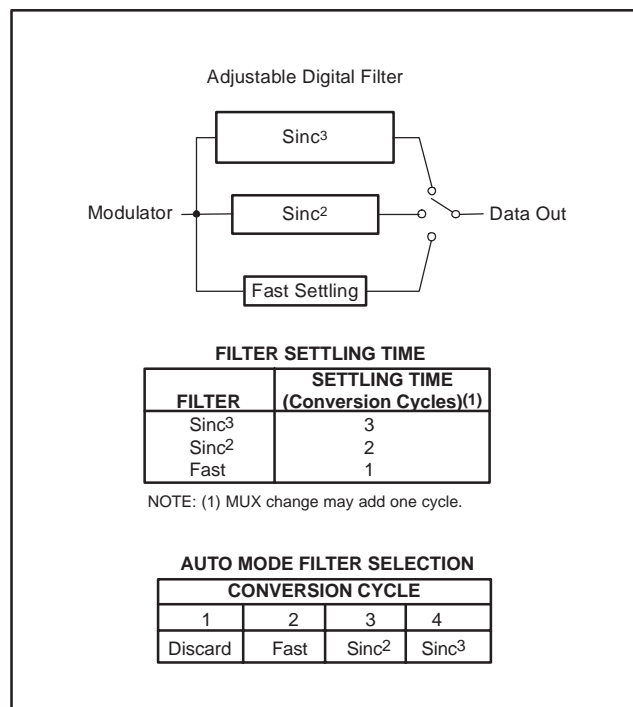 Adjustable Digital Filter
Sinc³
Modulator
Sinc²
Data Out
Fast Settling
FILTER SETTLING TIME
FILTER SETTLING TIME (Conversion Cycles)(1)
Sinc³ 3
Sinc² 2
Fast 1
NOTE: (1) MUX change may add one cycle.
AUTO MODE FILTER SELECTION
CONVERSION CYCLE
1 2 3 4
Discard Fast Sinc² Sinc³